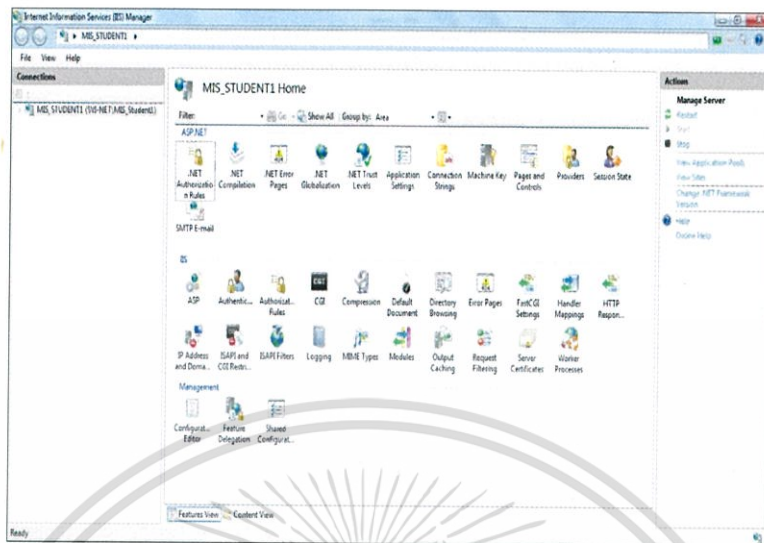 Internet Information Services (IIS) Manager
MIS_STUDENT1
File View Help
Connections
MIS_STUDENT1 (SVI-NET\MIS_Student1)
MIS_STUDENT1 Home
Filter: Go Show All Group by: Area
ASP.NET
.NET Authorizatio n Rules
.NET Compilation
.NET Error Pages
.NET Globalization
.NET Trust Levels
Application Settings
Connection Strings
Machine Key
Pages and Controls
Providers
Session State
SMTP E-mail
IIS
ASP
Authentic...
Authorizat... Rules
CGI
Compression
Default Document
Directory Browsing
Error Pages
FastCGI Settings
Handler Mappings
HTTP Respon...
IP Address and Doma...
ISAPI and CGI Restri...
ISAPI Filters
Logging
MIME Types
Modules
Output Caching
Request Filtering
Server Certificates
Worker Processes
Management
Configurat... Editor
Feature Delegation
Shared Configurat...
Features View Content View
Ready
Actions
Manage Server
Restart
Start
Stop
View Application Pools
View Sites
Change .NET Framework Version
Help
Online Help